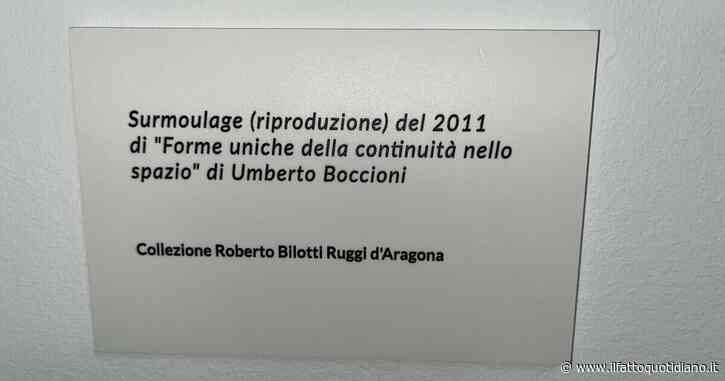 Surmoulage (riproduzione) del 2011
di "Forme uniche della continuità nello
spazio" di Umberto Boccioni
Collezione Roberto Bilotti Ruggi d'Aragona
© www.ilfattoquotidiano.it